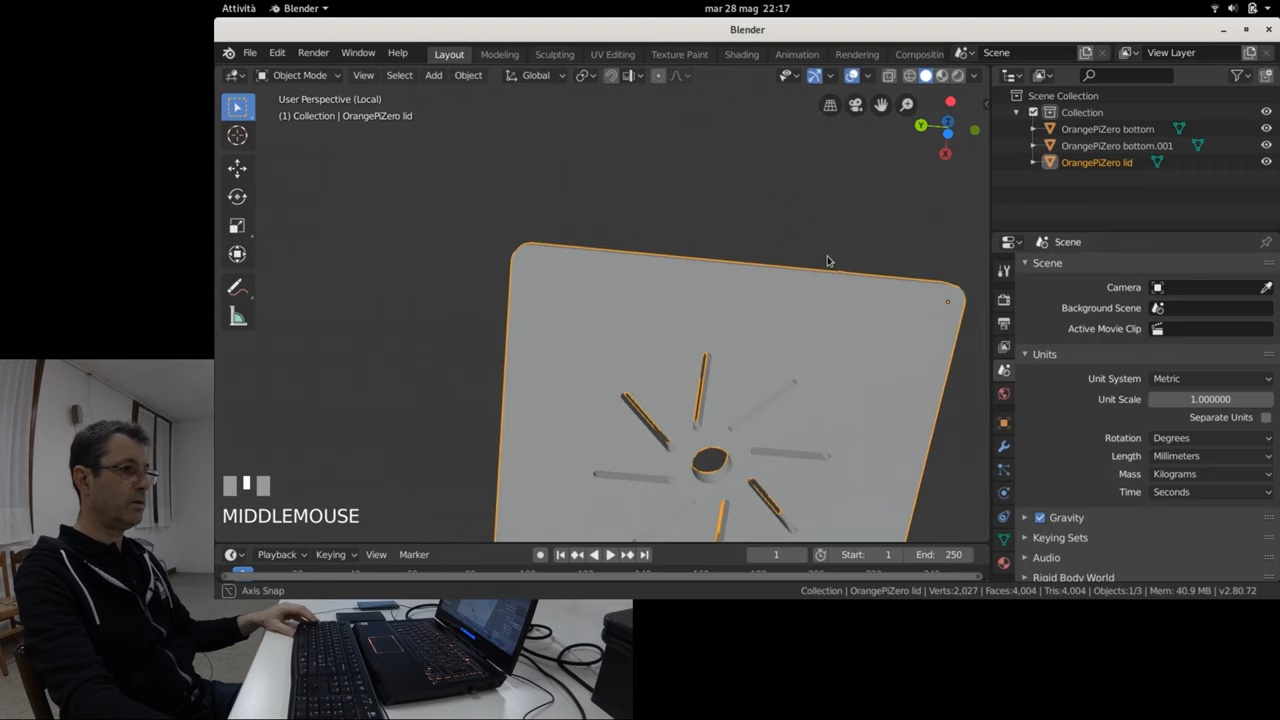 Attività Blender mar 28 mag 22:17
Blender
File Edit Render Window Help Layout Modeling Sculpting UV Editing Texture Paint Shading Animation Rendering Compositin Scene View Layer
Object Mode View Select Add Object Global
User Perspective (Local)
(1) Collection | OrangePiZero lid
Y
Z
X
MIDDLEMOUSE
Scene Collection
Collection
OrangePiZero bottom
OrangePiZero bottom.001
OrangePiZero lid
Scene
Scene
Camera
Background Scene
Active Movie Clip
Units
Unit System Metric
Unit Scale 1.000000
Separate Units
Rotation Degrees
Length Millimeters
Mass Kilograms
Time Seconds
Gravity
Keying Sets
Audio
Rigid Body World
Playback Keying View Marker 1 Start: 1 End: 250
Axis Snap Collection | OrangePiZero lid | Verts:2,027 | Faces:4,004 | Tris:4,004 | Objects:1/3 | Mem: 40.9 MB | v2.80.72